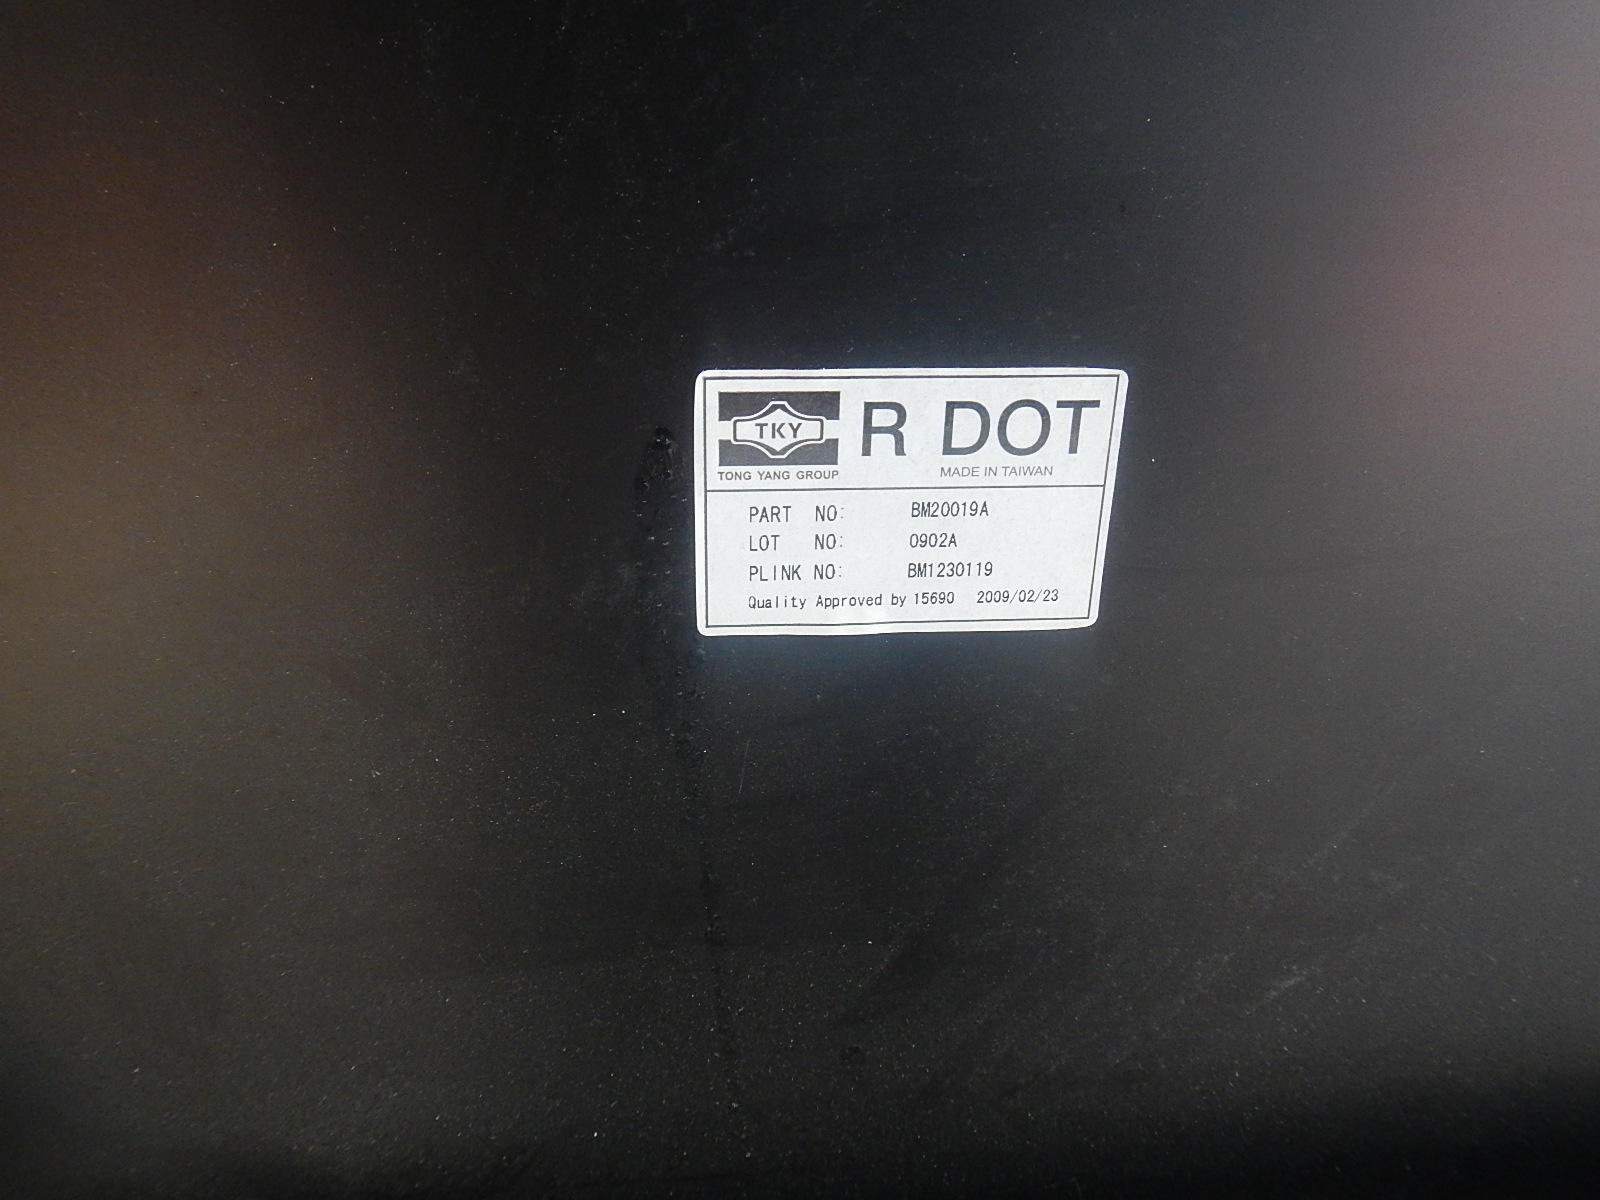 TKY
TONG YANG GROUP
R DOT
MADE IN TAIWAN
PART NO: BM20019A
LOT NO: 0902A
PLINK NO: BM1230119
Quality Approved by 15690 2009/02/23